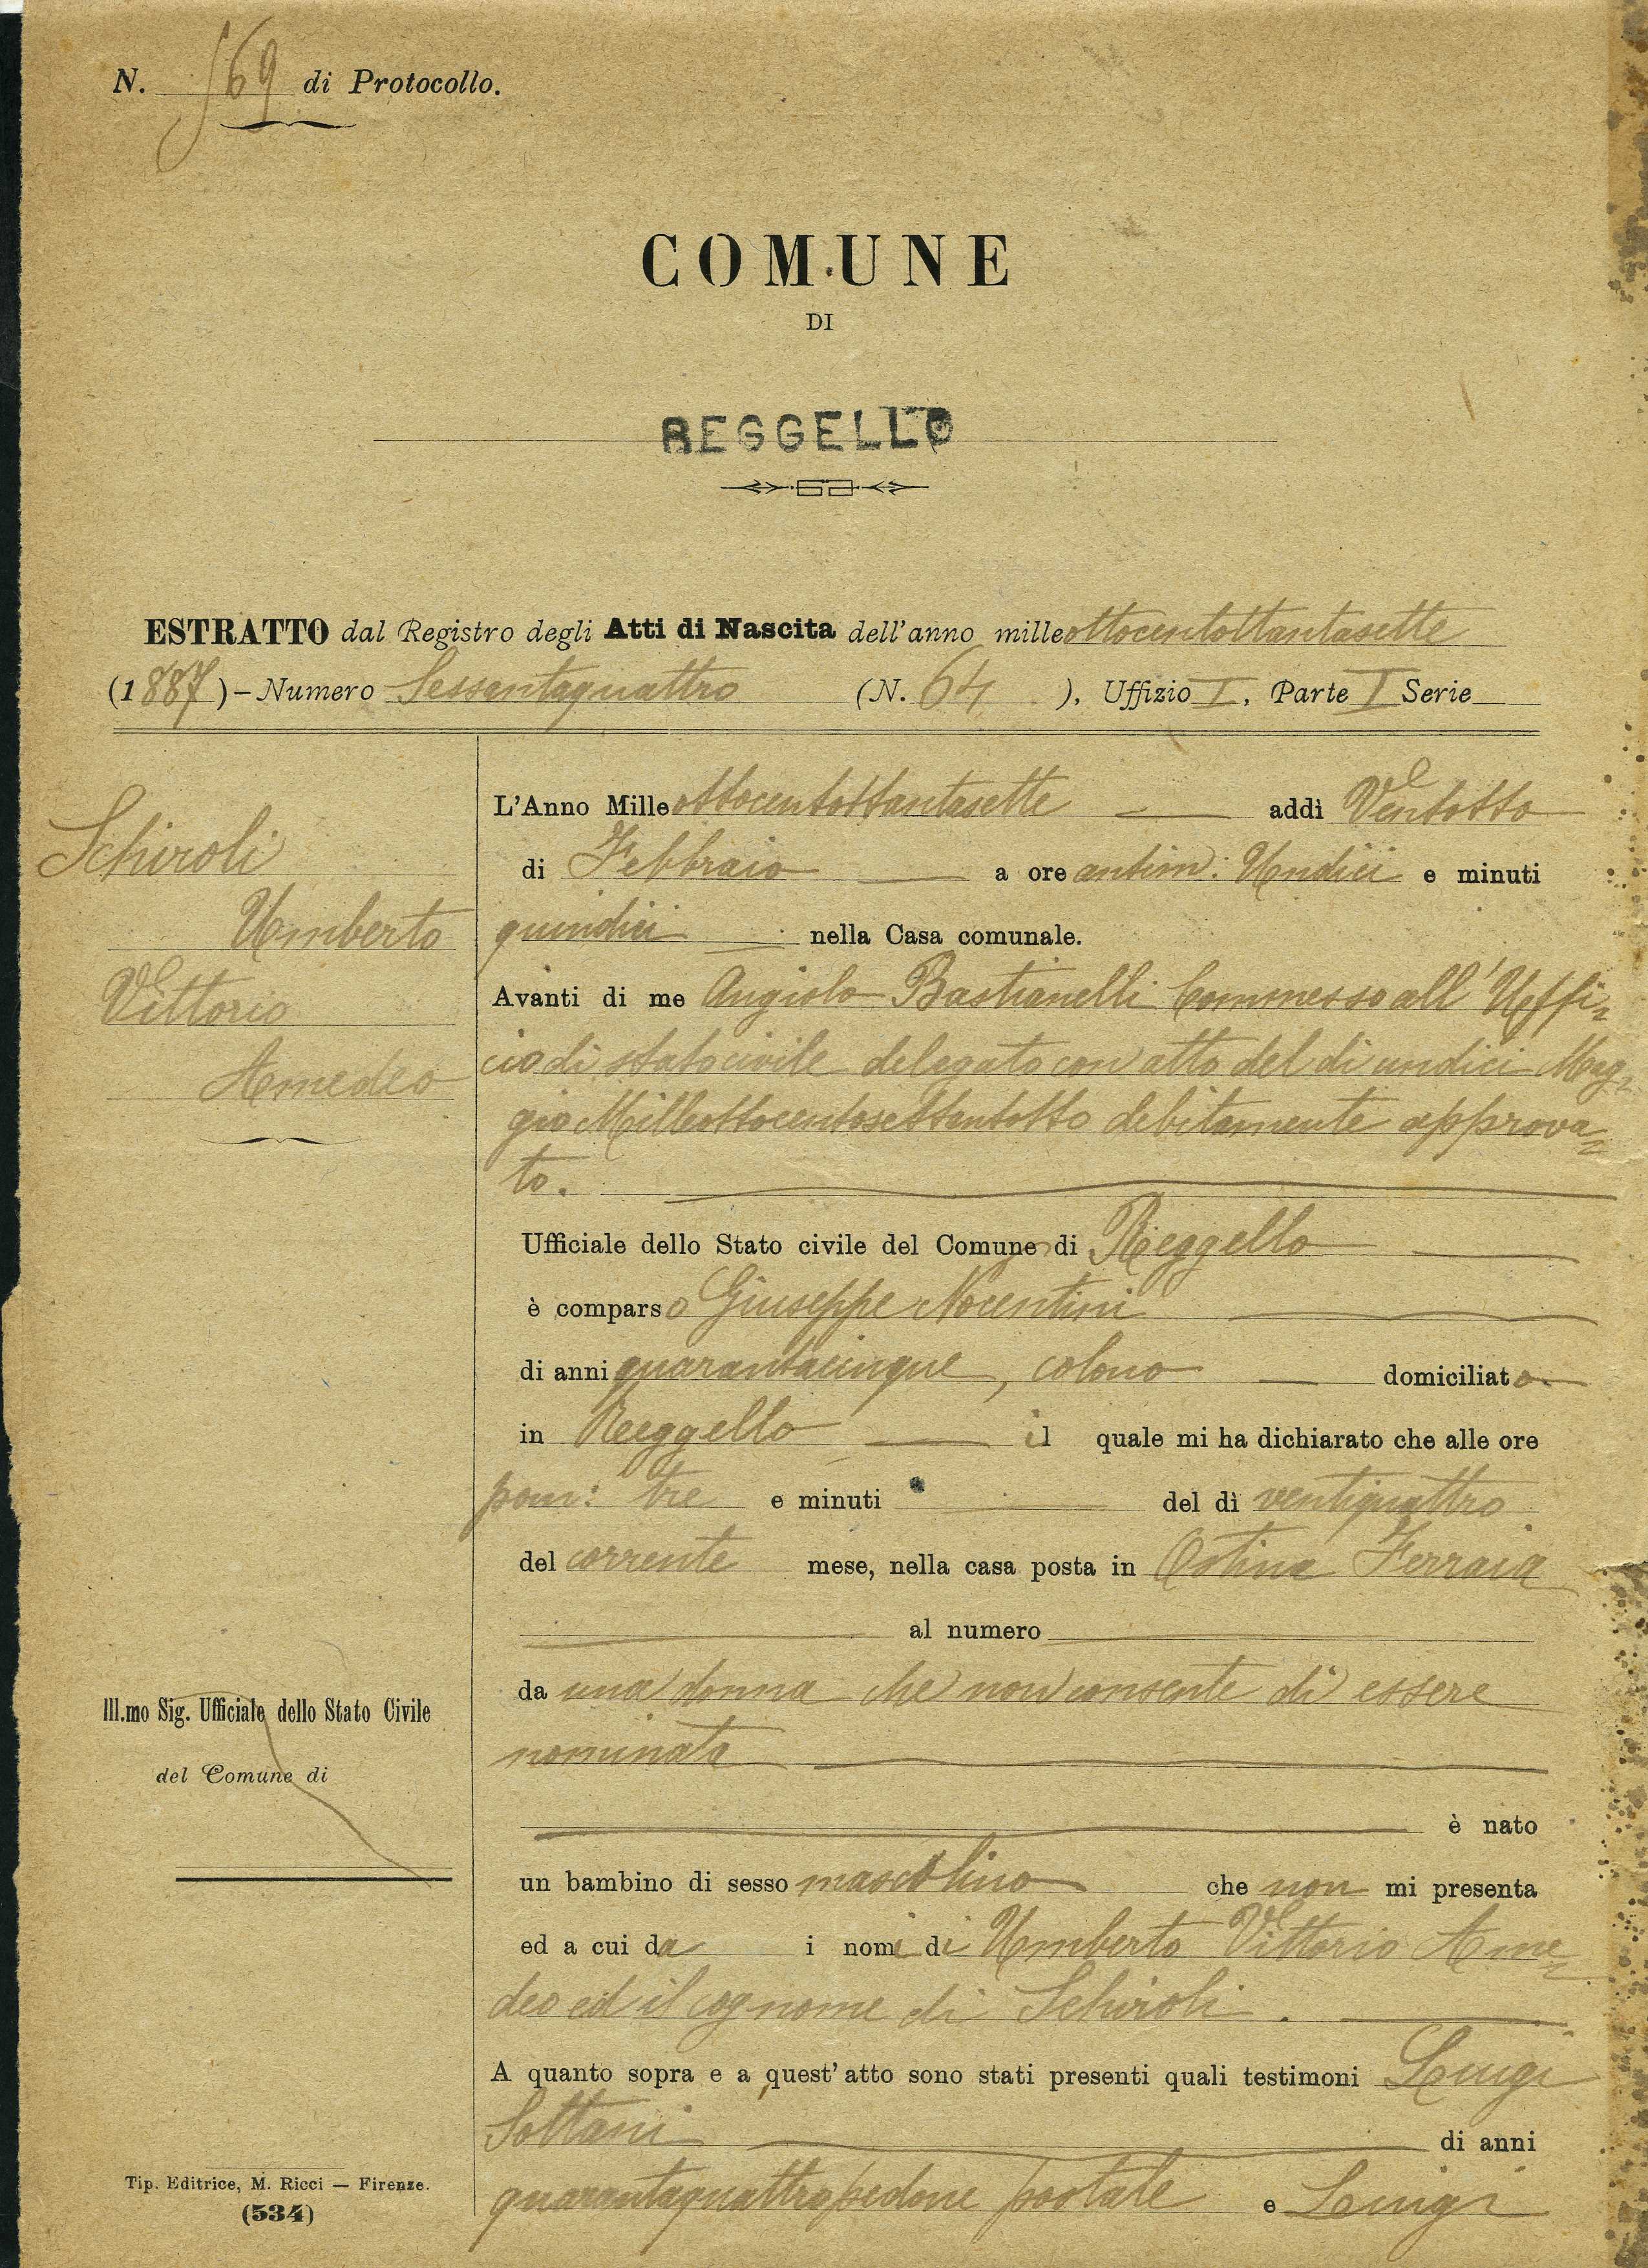 N. 569 di Protocollo.
COMUNE
DI
REGGELLO
ESTRATTO dal Registro degli Atti di Nascita dell'anno milleottocentottantasette
(1887) - Numero Sessantaquattro (N. 64 ), Uffizio I, Parte I Serie
Schiroli
Umberto
Vittorio
Amedeo
L'Anno Milleottocentottantasette addì Ventotto
di Febbraio a ore antim: Undici e minuti
quindici nella Casa comunale.
Avanti di me Angiolo Bastianelli Commesso all'Uffi=
cio di stato civile delegato con atto del dì undici Mag=
gio Milleottocentosettantotto debitamente approva=
to.
Ufficiale dello Stato civile del Comune di Reggello
è comparso Giuseppe Nocentini
di anni quarantacinque, colono domiciliato
in Reggello il quale mi ha dichiarato che alle ore
pom: tre e minuti del dì ventiquattro
del corrente mese, nella casa posta in Ostina Ferraia
al numero
da una donna che non consente di essere
nominata
è nato
un bambino di sesso mascolino che non mi presenta
ed a cui da i nomi di Umberto Vittorio Ame=
deo ed il cognome di Schiroli.
A quanto sopra e a quest'atto sono stati presenti quali testimoni Luigi
Soltani di anni
quarantaquattro pedone postale e Luigi
Ill.mo Sig. Ufficiale dello Stato Civile
del Comune di
Tip. Editrice, M. Ricci — Firenze.
(534)